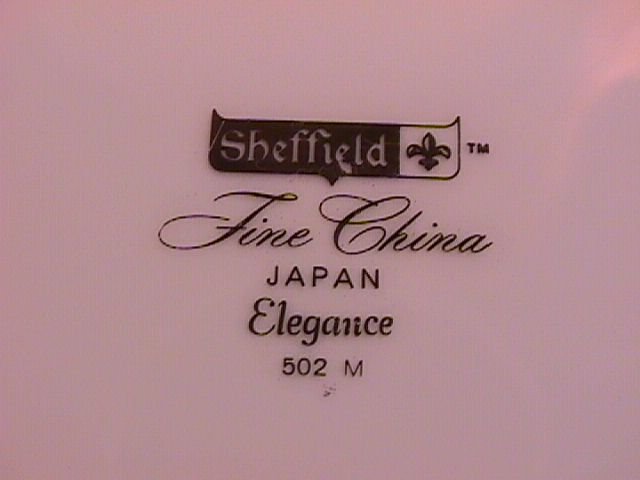 Sheffield ™
Fine China
JAPAN
Elegance
502 M